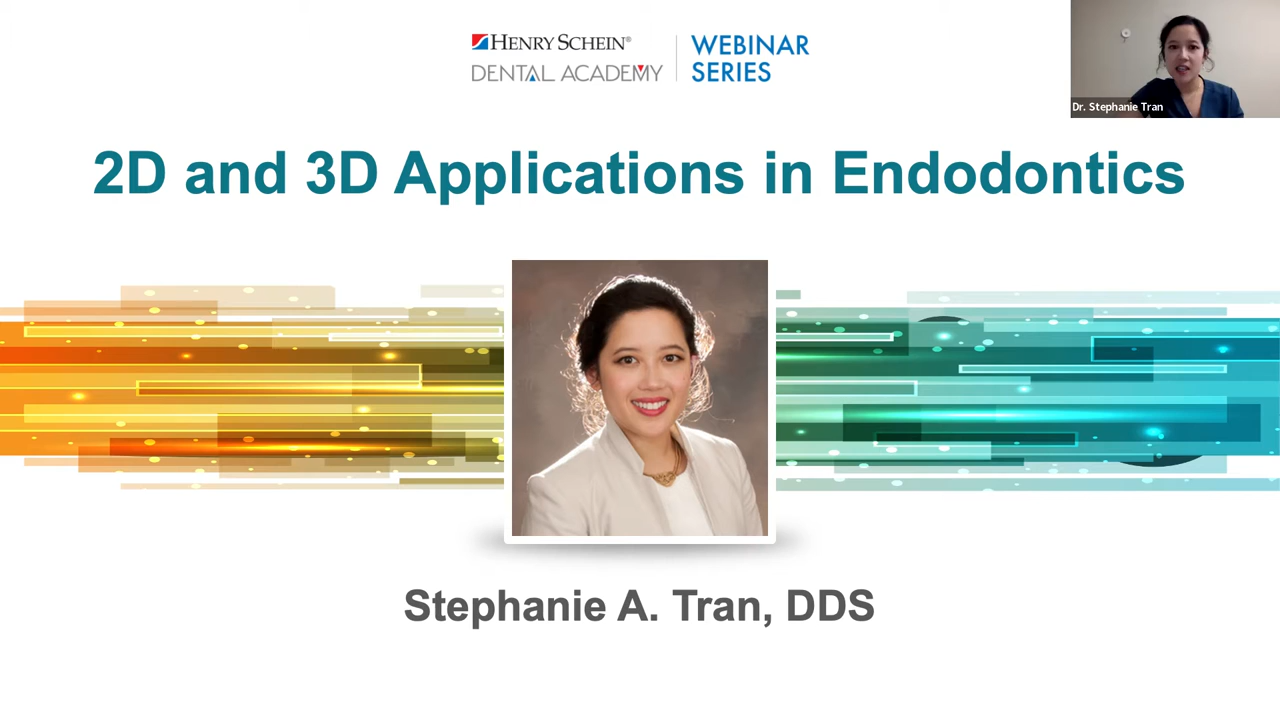 HENRY SCHEIN®
DENTAL ACADEMY
WEBINAR
SERIES
Dr. Stephanie Tran
2D and 3D Applications in Endodontics
Stephanie A. Tran, DDS